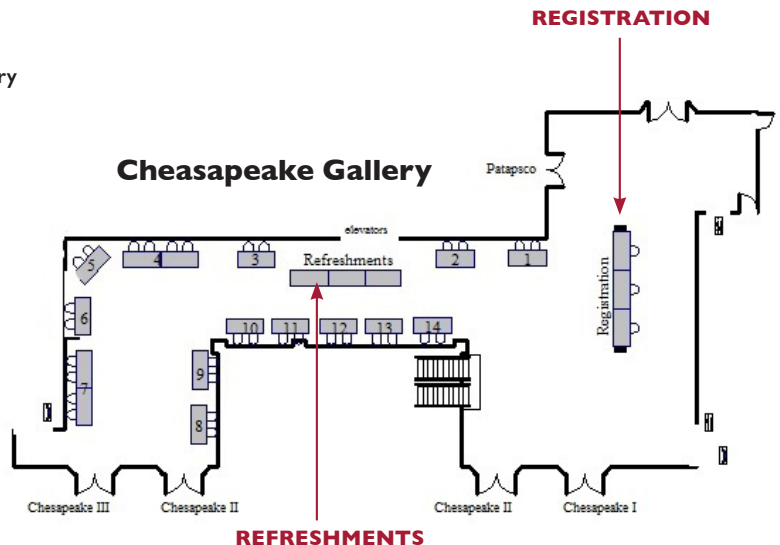 REGISTRATION
ry
Cheasapeake Gallery
Patapsco
elevators
Refreshments
5
4
3
2
1
6
Registration
10
11
12
13
14
7
9
8
Chesapeake III
Chesapeake II
Chesapeake II
Chesapeake I
REFRESHMENTS